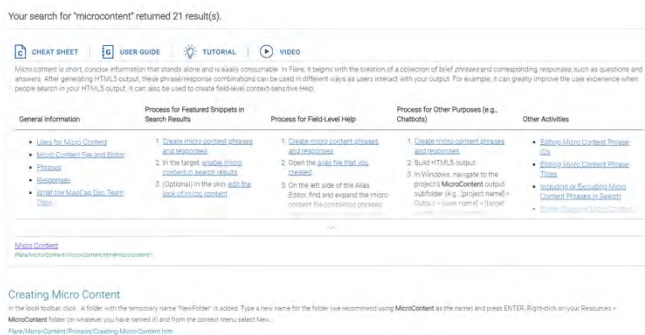 Your search for "microcontent" returned 21 result(s).
CHEAT SHEET USER GUIDE TUTORIAL VIDEO
Micro content is short, concise information that stands alone and is easily consumable. In Flare, it begins with the creation of a collection of brief phrases and corresponding responses, such as questions and
answers. After generating HTML5 output, these phrase/response combinations can be used in different ways as users interact with your output. For example, it can greatly improve the user experience when
people search in your HTML5 output. It can also be used to create field-level context-sensitive Help.
General Information
Uses for Micro Content
Micro Content File and Editor
Phrases
Responses
What the MadCap Doc Team
Does
Process for Featured Snippets in
Search Results
1. Create micro content phrases
and responses.
2. In the target, enable micro
content in search results.
3. (Optional) In the skin, edit the
look of micro content.
Process for Field-Level Help
1. Create micro content phrases
and responses.
2. Open the alias file that you
created.
3. On the left side of the Alias
Editor, find and expand the micro
content file containing phrases
Process for Other Purposes (e.g.,
Chatbots)
1. Create micro content phrases
and responses.
2. Build HTML5 output.
3. In Windows, navigate to the
project's MicroContent output
subfolder (e.g., [project name] >
Output > [user name] > [target
Other Activities
Editing Micro Content Phrase
IDs
Editing Micro Content Phrase
Titles
Including or Excluding Micro
Content Phrases in Search
Micro Content
Creating Micro Content
In the local toolbar, click . A folder with the temporary name "NewFolder" is added. Type a new name for the folder (we recommend using MicroContent as the name) and press ENTER. Right-click on your Resources >
MicroContent folder (or whatever you have named it) and from the context menu select New...
Flare/Micro-Content/Process/Creating-Micro-Content.htm